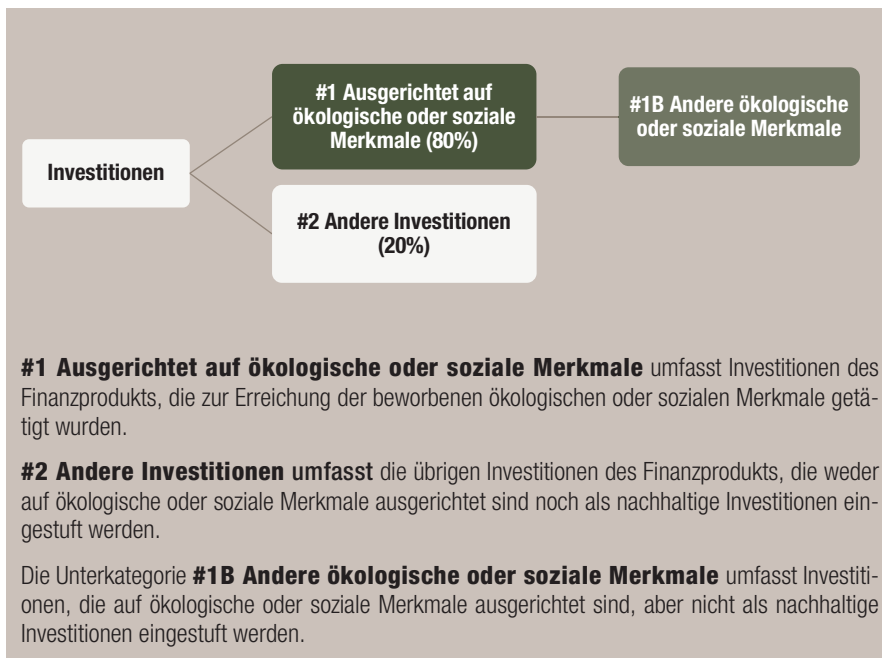 #1 Ausgerichtet auf
ökologische oder soziale
Merkmale (80%)
#1B Andere ökologische
oder soziale Merkmale
Investitionen
#2 Andere Investitionen
(20%)
#1 Ausgerichtet auf ökologische oder soziale Merkmale umfasst Investitionen des
Finanzprodukts, die zur Erreichung der beworbenen ökologischen oder sozialen Merkmale getä-
tigt wurden.
#2 Andere Investitionen umfasst die übrigen Investitionen des Finanzprodukts, die weder
auf ökologische oder soziale Merkmale ausgerichtet sind noch als nachhaltige Investitionen ein-
gestuft werden.
Die Unterkategorie #1B Andere ökologische oder soziale Merkmale umfasst Investiti-
onen, die auf ökologische oder soziale Merkmale ausgerichtet sind, aber nicht als nachhaltige
Investitionen eingestuft werden.